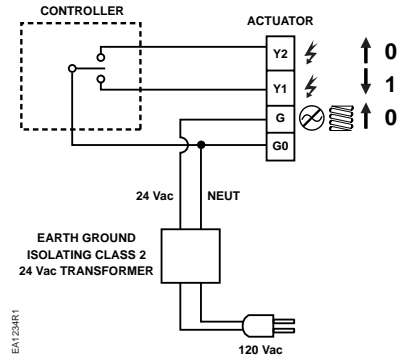 CONTROLLER
ACTUATOR
Y2
0
Y1
1
G
0
G0
24 Vac
NEUT
EARTH GROUND
ISOLATING CLASS 2
24 Vac TRANSFORMER
EA1234R1
120 Vac